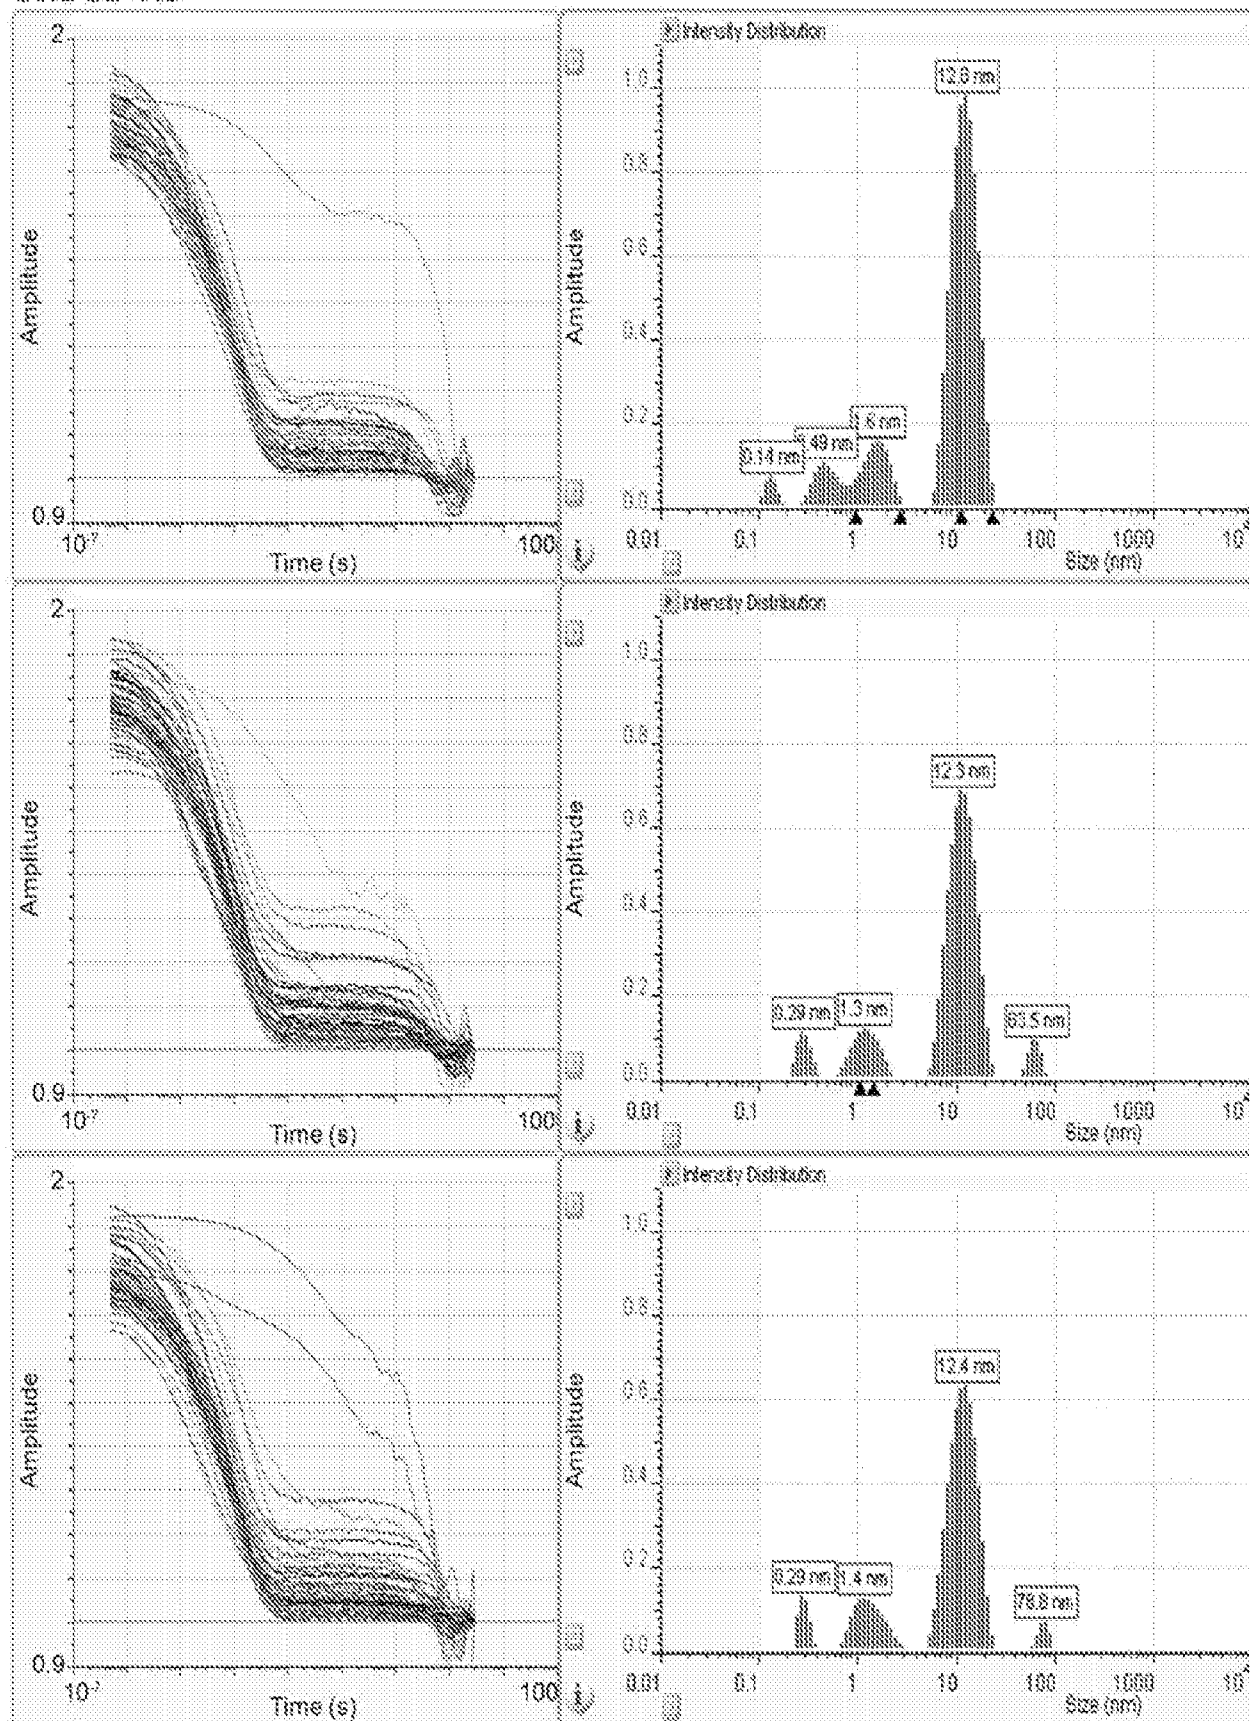 2
Amplitude
0.9
10⁻⁷
100
Time (s)
Intensity Distribution
1.0
0.8
0.6
0.4
0.2
0.0
Amplitude
0.14 nm
0.49 nm
1.6 nm
0.01
0.1
1
10
100
1000
Size (nm)
2
Amplitude
0.9
10⁻⁷
100
Time (s)
Intensity Distribution
1.0
0.8
0.6
0.4
0.2
0.0
Amplitude
0.29 nm
1.3 nm
12.3 nm
63.5 nm
0.01
0.1
1
10
100
1000
Size (nm)
2
Amplitude
0.9
10⁻⁷
100
Time (s)
Intensity Distribution
1.0
0.8
0.6
0.4
0.2
0.0
Amplitude
0.29 nm
1.4 nm
12.4 nm
78.8 nm
0.01
0.1
1
10
100
1000
Size (nm)